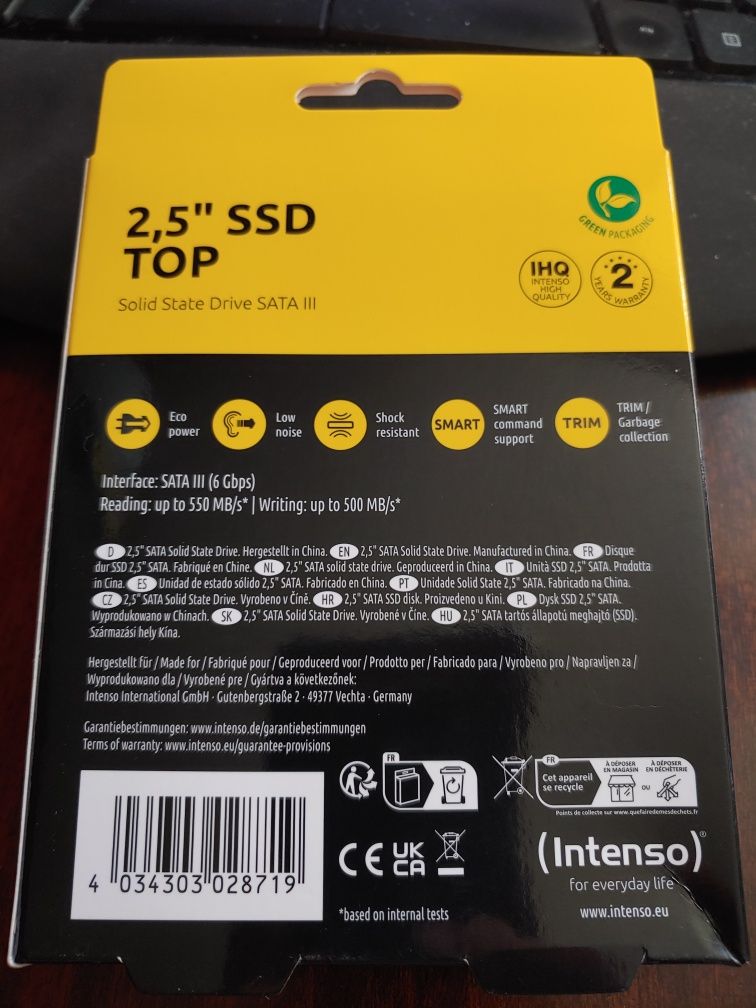 2,5" SSD
TOP
Solid State Drive SATA III
GREEN PACKAGING
IHQ
INTENSO
HIGH
QUALITY
2
YEARS WARRANTY
Eco
power
Low
noise
Shock
resistant
SMART
SMART
command
support
TRIM
TRIM /
Garbage
collection
Interface: SATA III (6 Gbps)
Reading: up to 550 MB/s* | Writing: up to 500 MB/s*
D 2,5" SATA Solid State Drive. Hergestellt in China. EN 2,5" SATA Solid State Drive. Manufactured in China. FR Disque
dur SSD 2,5" SATA. Fabriqué en Chine. NL 2,5" SATA solid state drive. Geproduceerd in China. IT Unità SSD 2,5" SATA. Prodotta
in Cina. ES Unidad de estado sólido 2,5" SATA. Fabricado en China. PT Unidade Solid State 2,5" SATA. Fabricado na China.
CZ 2,5" SATA Solid State Drive. Vyrobeno v Číně. HR 2,5" SATA SSD disk. Proizvedeno u Kini. PL Dysk SSD 2,5" SATA.
Wyprodukowano w Chinach. SK 2,5" SATA Solid State Drive. Vyrobené v Číne. HU 2,5" SATA tartós állapotú meghajtó (SSD).
Származási hely Kína.
Hergestellt für / Made for / Fabriqué pour / Geproduceerd voor / Prodotto per / Fabricado para / Vyrobeno pro / Napravljen za /
Wyprodukowano dla / Vyrobené pre / Gyártva a következőnek:
Intenso International GmbH · Gutenbergstraße 2 · 49377 Vechta · Germany
Garantiebestimmungen: www.intenso.de/garantiebestimmungen
Terms of warranty: www.intenso.eu/guarantee-provisions
FR
FR
Cet appareil
se recycle
À DÉPOSER
EN MAGASIN
OU
À DÉPOSER
EN DÉCHÈTERIE
Points de collecte sur www.quefairedemesdechets.fr
4 034303 028719
CE UK
CA
*based on internal tests
(Intenso)®
for everyday life
www.intenso.eu